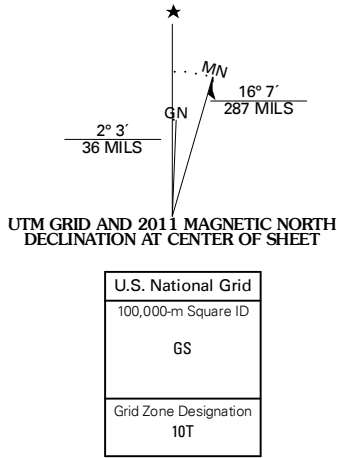 MN
16° 7´
287 MILS
GN
2° 3´
36 MILS
UTM GRID AND 2011 MAGNETIC NORTH
DECLINATION AT CENTER OF SHEET
U.S. National Grid
100,000-m Square ID
GS
Grid Zone Designation
10T